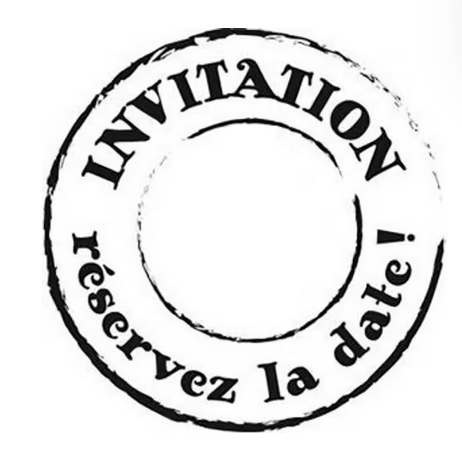 INVITATION
réservez la date !